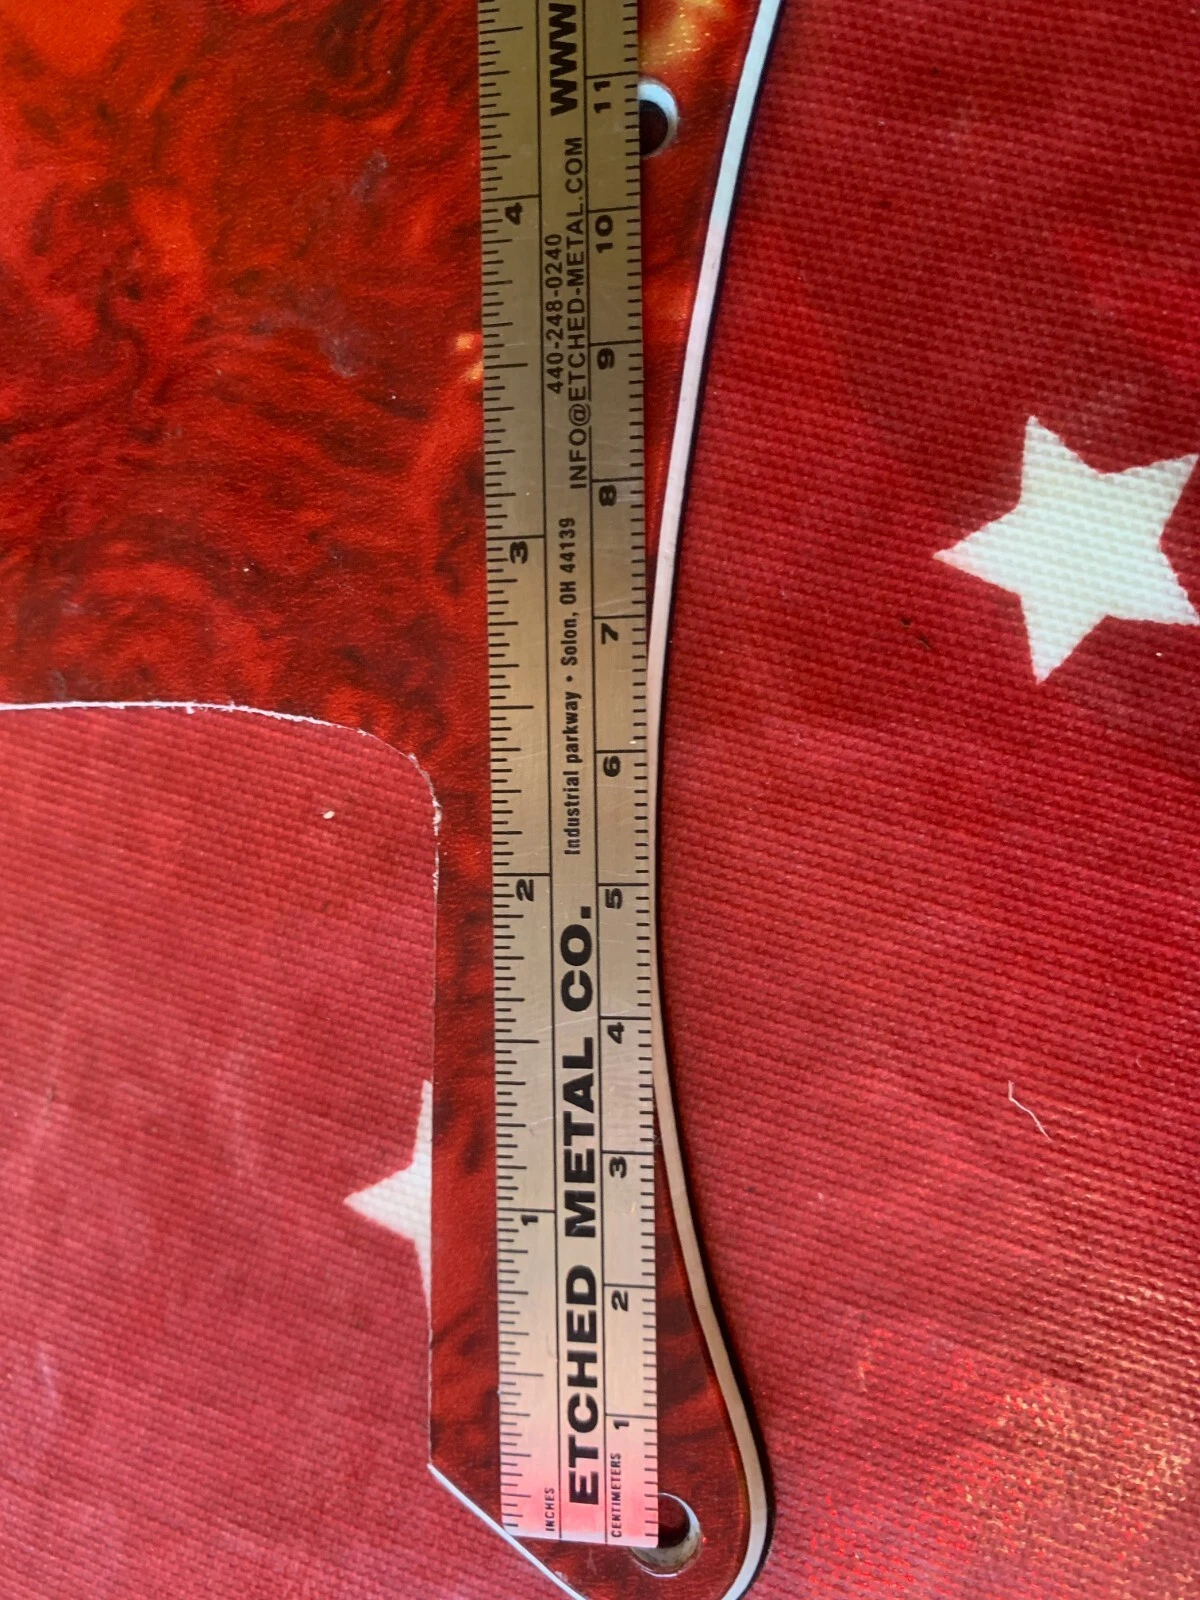 ETCHED METAL CO.
Industrial parkway • Solon, OH 44139
440-248-0240
INFO@ETCHED-METAL.COM
WWW
INCHES
1
2
3
4
CENTIMETERS
1
2
3
4
5
6
7
8
9
10
11